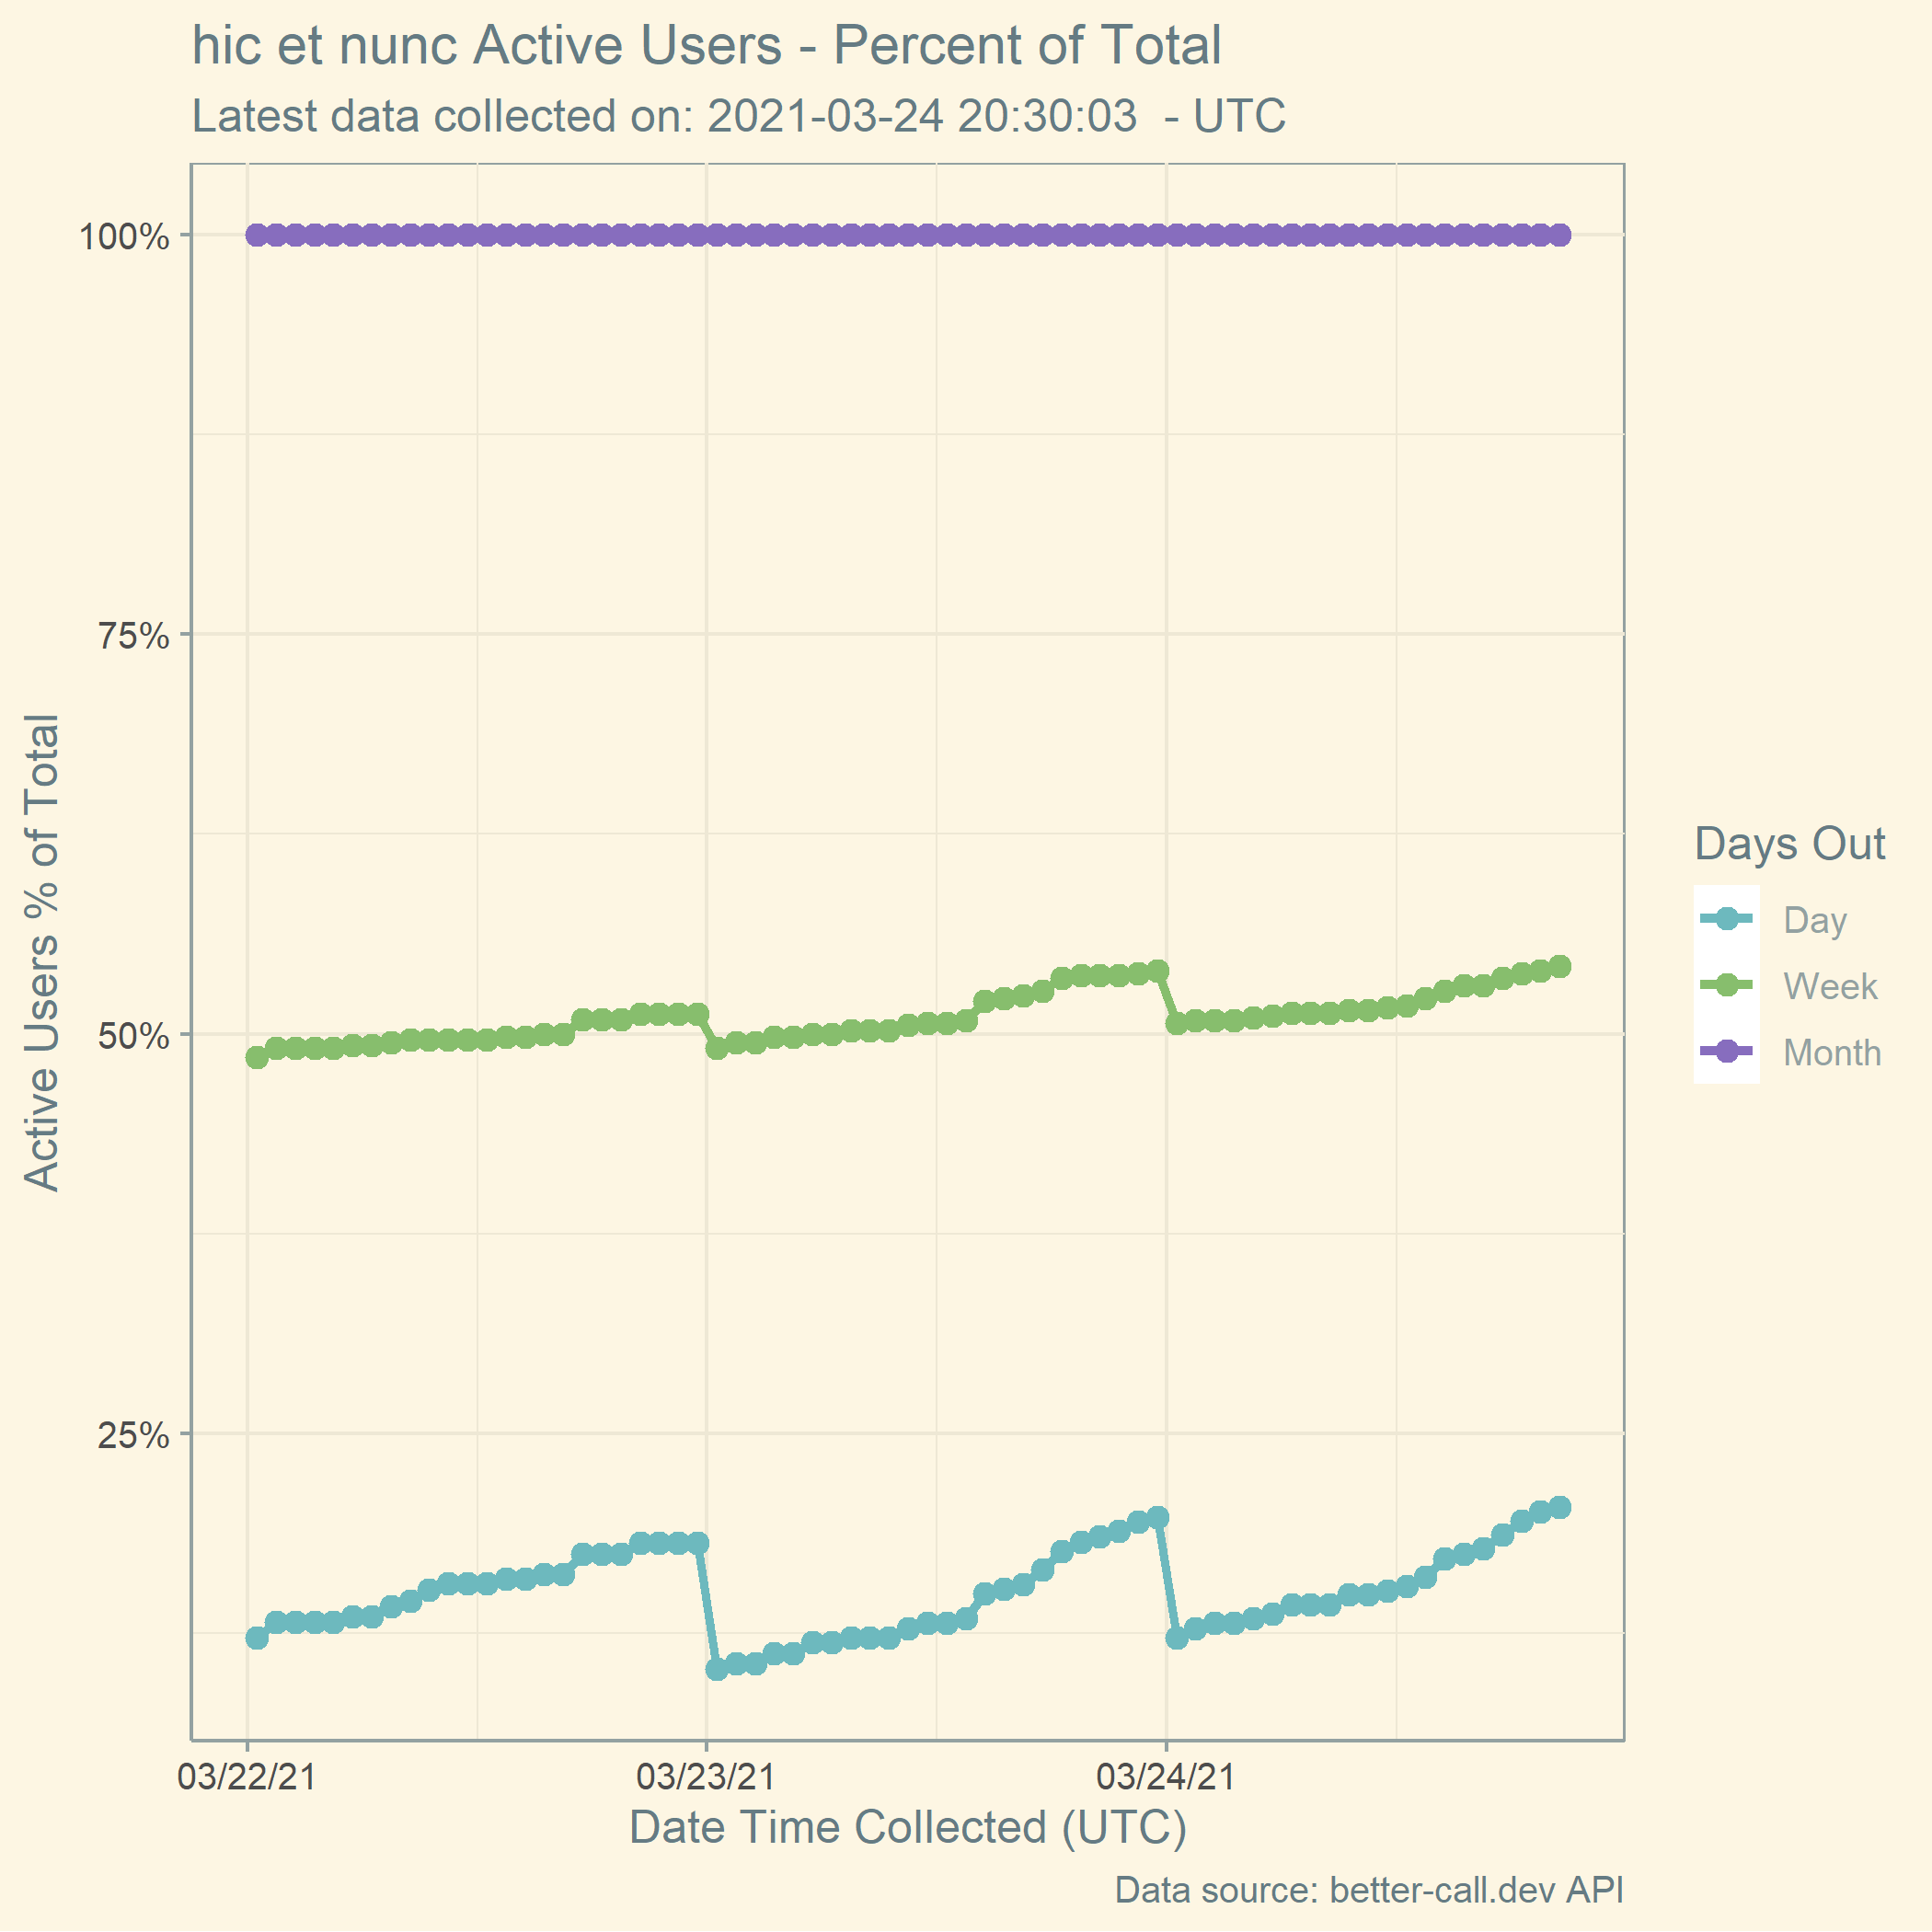 hic et nunc Active Users - Percent of Total
Latest data collected on: 2021-03-24 20:30:03  - UTC
Active Users % of Total
100%
75%
50%
25%
03/22/21
03/23/21
03/24/21
Date Time Collected (UTC)
Days Out
Day
Week
Month
Data source: better-call.dev API